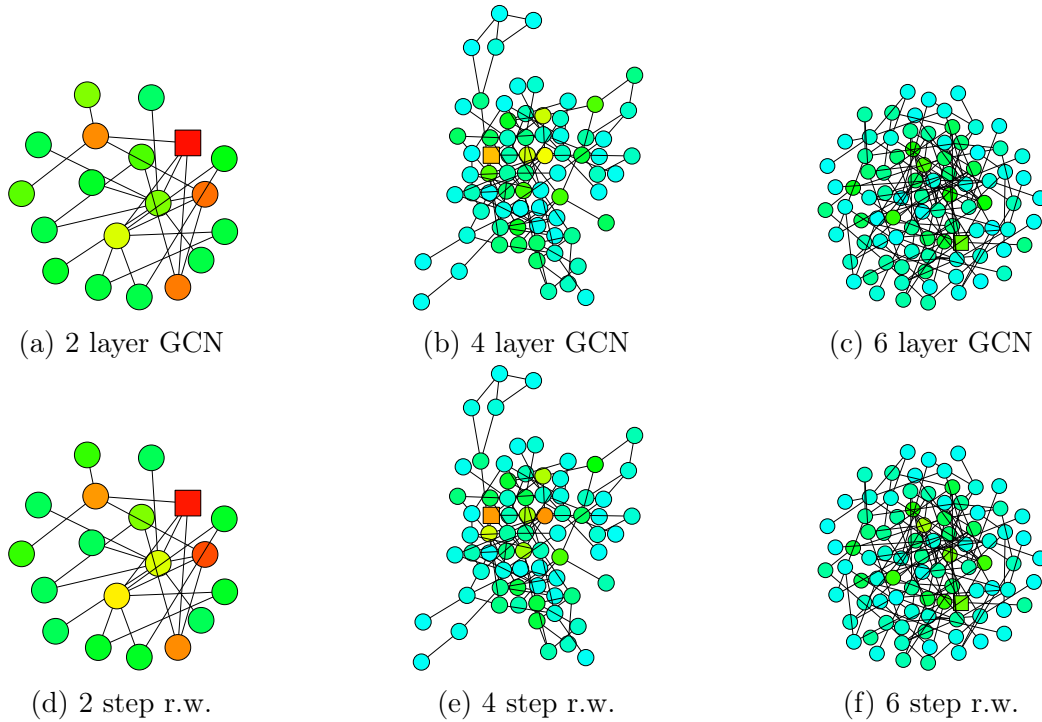 (a) 2 layer GCN
(b) 4 layer GCN
(c) 6 layer GCN
(d) 2 step r.w.
(e) 4 step r.w.
(f) 6 step r.w.